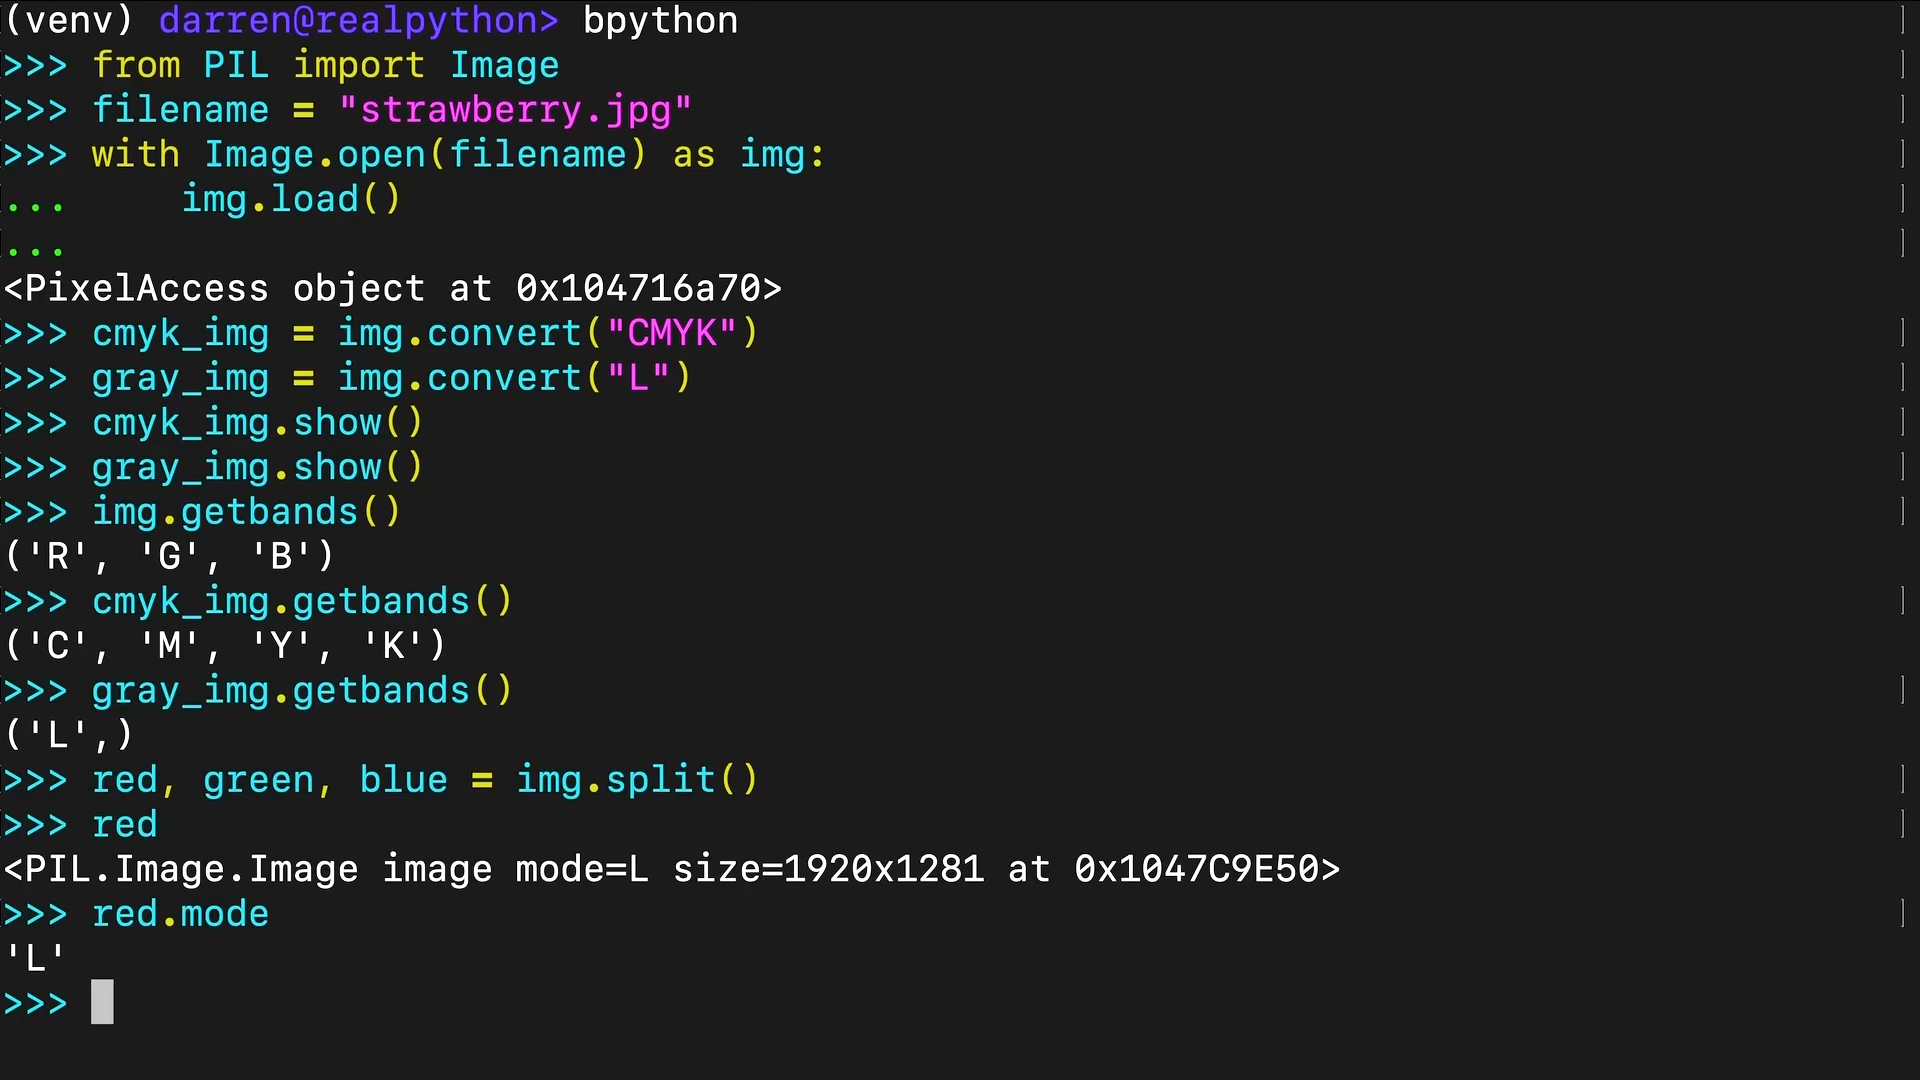 (venv) darren@realpython> bpython
>>> from PIL import Image
>>> filename = "strawberry.jpg"
>>> with Image.open(filename) as img:
...     img.load()
...
<PixelAccess object at 0x104716a70>
>>> cmyk_img = img.convert("CMYK")
>>> gray_img = img.convert("L")
>>> cmyk_img.show()
>>> gray_img.show()
>>> img.getbands()
('R', 'G', 'B')
>>> cmyk_img.getbands()
('C', 'M', 'Y', 'K')
>>> gray_img.getbands()
('L',)
>>> red, green, blue = img.split()
>>> red
<PIL.Image.Image image mode=L size=1920x1281 at 0x1047C9E50>
>>> red.mode
'L'
>>>